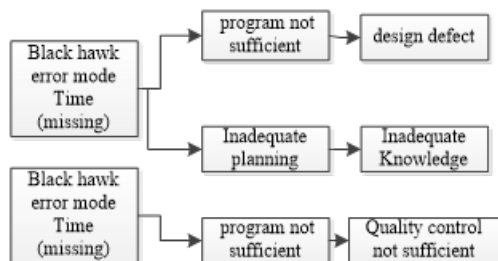 Black hawk
error mode
Time
(missing)
program not
sufficient
design defect
Inadequate
planning
Inadequate
Knowledge
Black hawk
error mode
Time
(missing)
program not
sufficient
Quality control
not sufficient